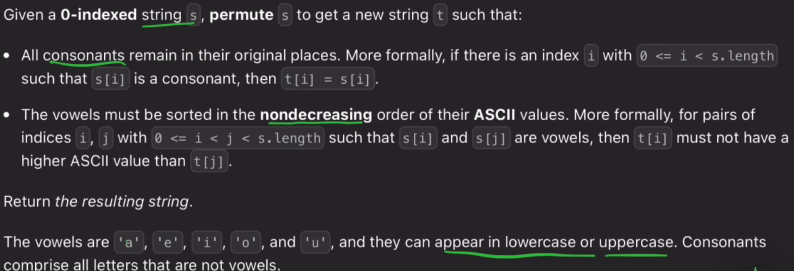 Given a 0-indexed string s, permute s to get a new string t such that:
• All consonants remain in their original places. More formally, if there is an index i with 0 <= i < s.length
such that s[i] is a consonant, then t[i] = s[i].
• The vowels must be sorted in the nondecreasing order of their ASCII values. More formally, for pairs of
indices i, j with 0 <= i < j < s.length such that s[i] and s[j] are vowels, then t[i] must not have a
higher ASCII value than t[j].
Return the resulting string.
The vowels are 'a', 'e', 'i', 'o', and 'u', and they can appear in lowercase or uppercase. Consonants
comprise all letters that are not vowels.